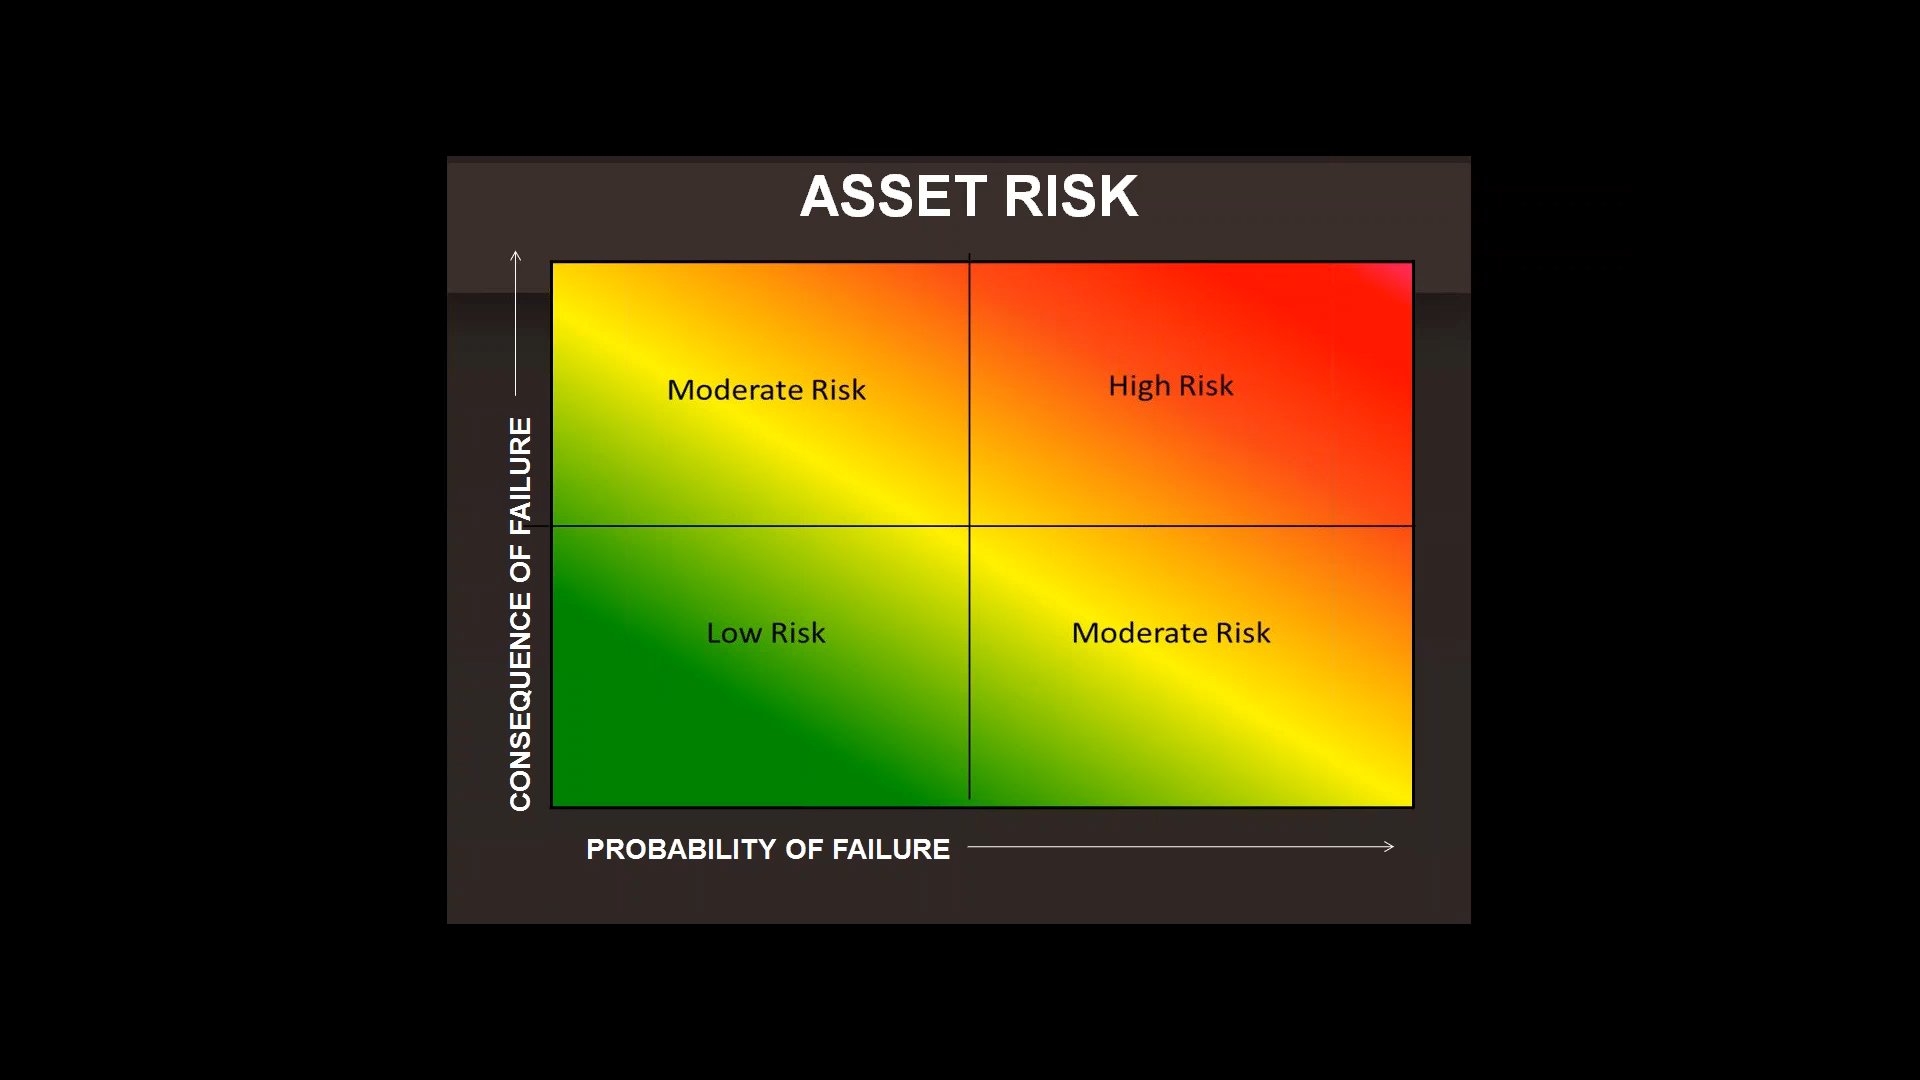 ASSET RISK
CONSEQUENCE OF FAILURE
Moderate Risk
High Risk
Low Risk
Moderate Risk
PROBABILITY OF FAILURE